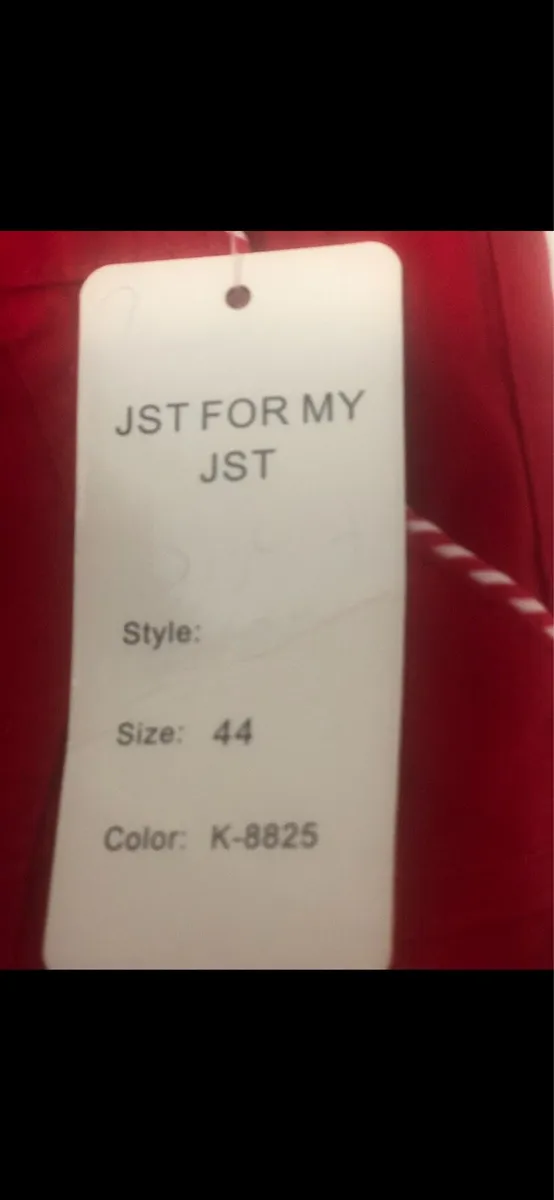 JST FOR MY
JST
Style:
Size: 44
Color: K-8825